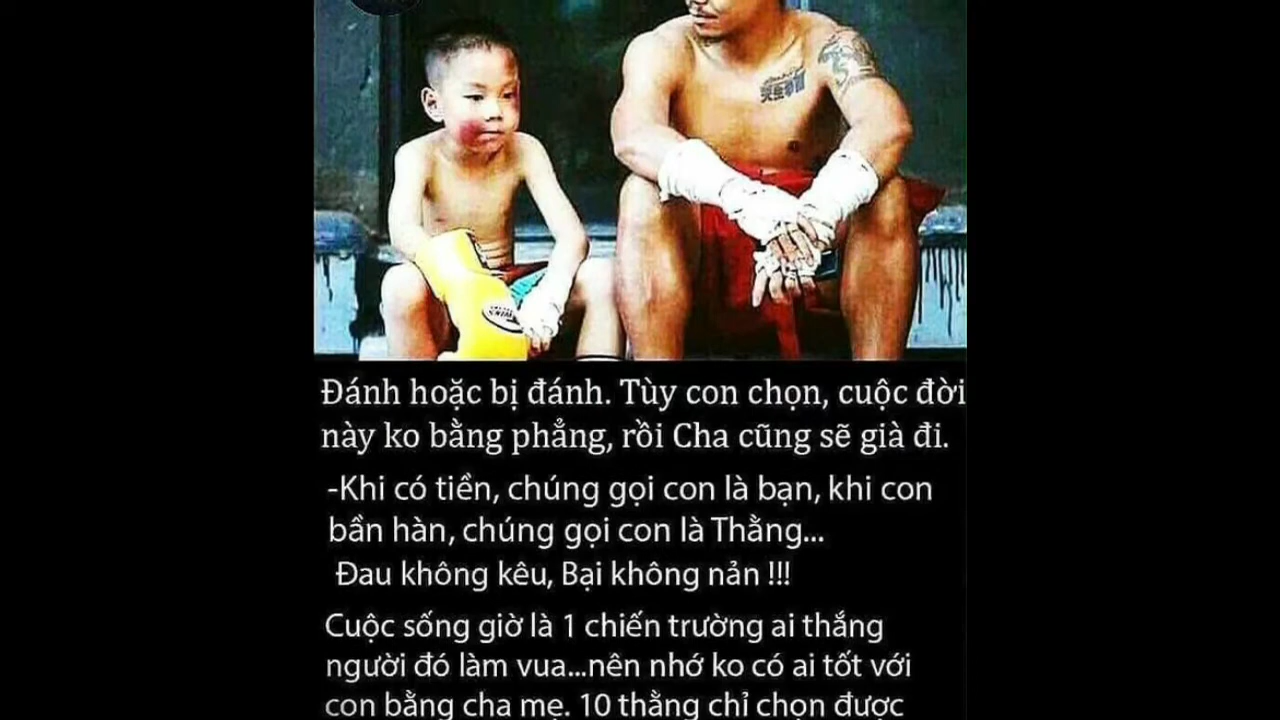 Đánh hoặc bị đánh. Tùy con chọn, cuộc đời
này ko bằng phẳng, rồi Cha cũng sẽ già đi.
-Khi có tiền, chúng gọi con là bạn, khi con
bần hàn, chúng gọi con là Thằng...
Đau không kêu, Bại không nản !!!
Cuộc sống giờ là 1 chiến trường ai thắng
người đó làm vua...nên nhớ ko có ai tốt với
con bằng cha mẹ. 10 thằng chỉ chọn được